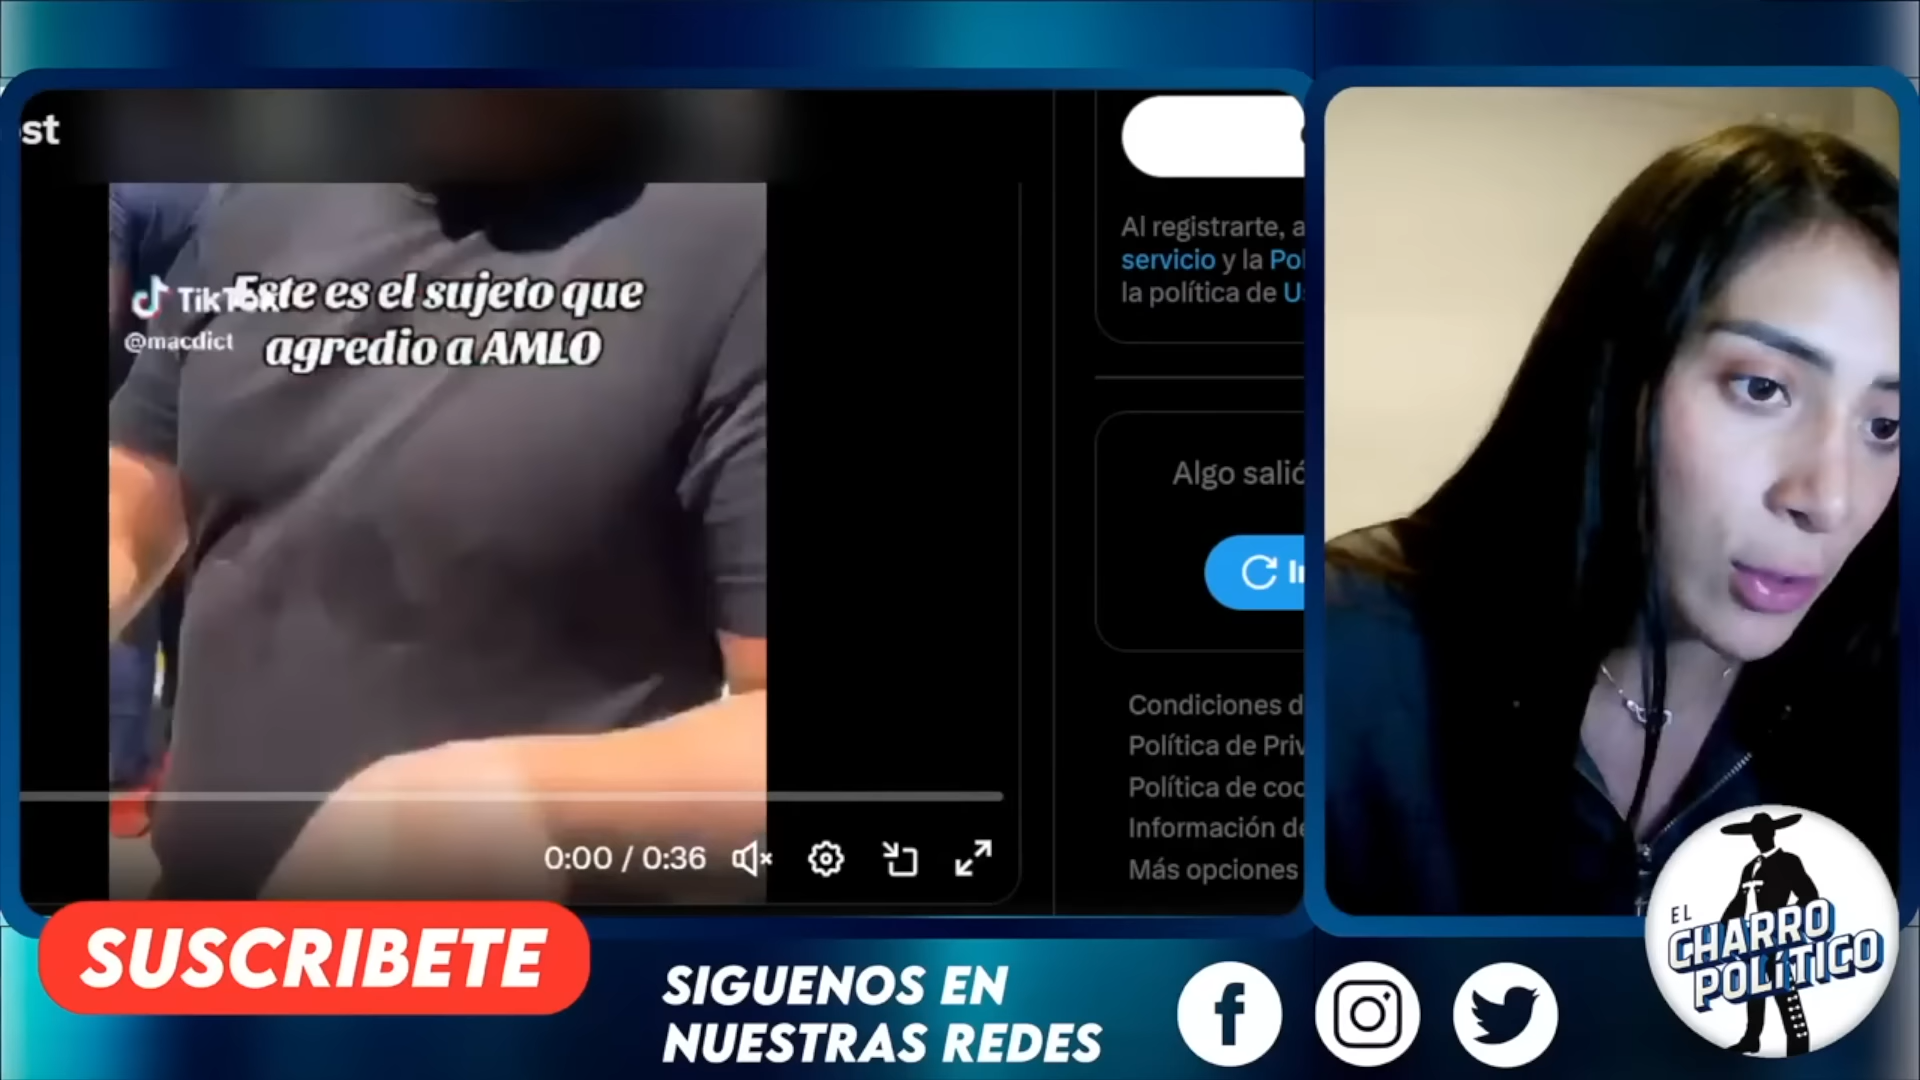 st
TikTok
@macdict
Este es el sujeto que
agredio a AMLO
0:00 / 0:36
Al registrarte, a
servicio y la Pol
la política de U
Algo salió
Condiciones d
Política de Priv
Política de coo
Información de
Más opciones
SUSCRIBETE
SIGUENOS EN
NUESTRAS REDES
EL
CHARRO
POLÍTICO